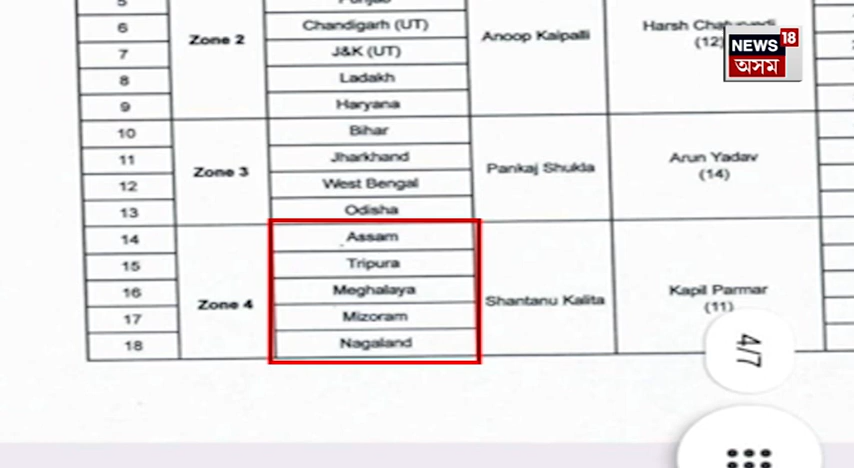 5 Punjab
6 Zone 2 Chandigarh (UT) Anoop Kaipalli Harsh (12)
7 J&K (UT)
8 Ladakh
9 Haryana
10 Bihar
11 Zone 3 Jharkhand Pankaj Shukla Arun Yadav (14)
12 West Bengal
13 Odisha
14 Assam
15 Tripura
16 Zone 4 Meghalaya Shantanu Kalita Kapil Parmar (11)
17 Mizoram
18 Nagaland
NEWS 18
অসম
4/7